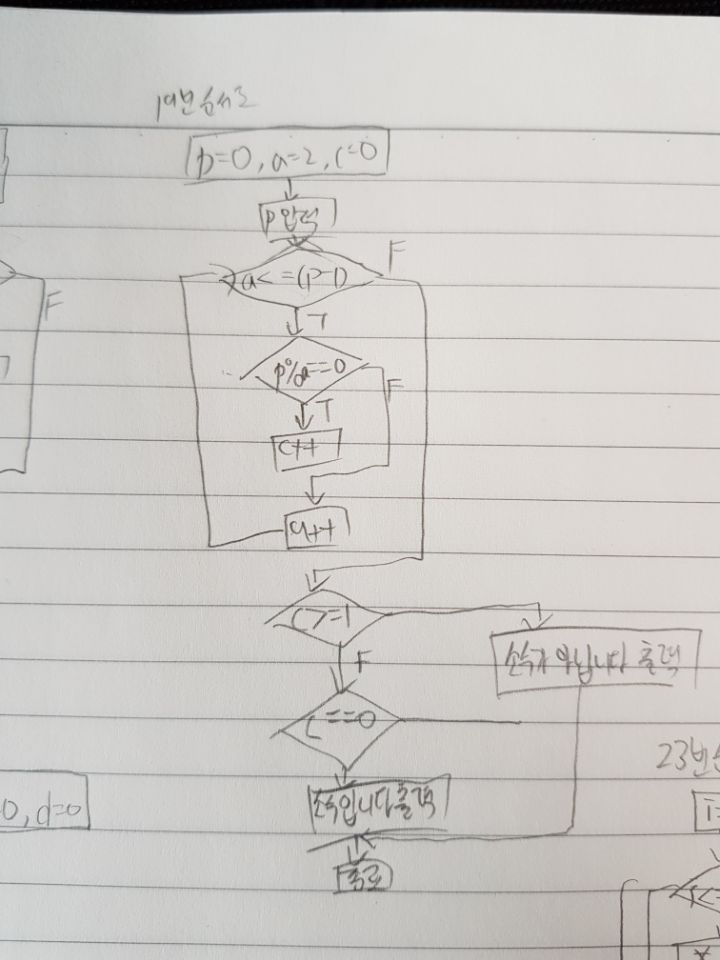 19번 순서도
p=0, a=2, c=0
p 입력
a<=(p-1)
F
F
T
p%a==0
F
T
c++
a++
c>=1
F
소수가 아닙니다 출력
c==0
23번
소수입니다 출력
0, d=0
종료